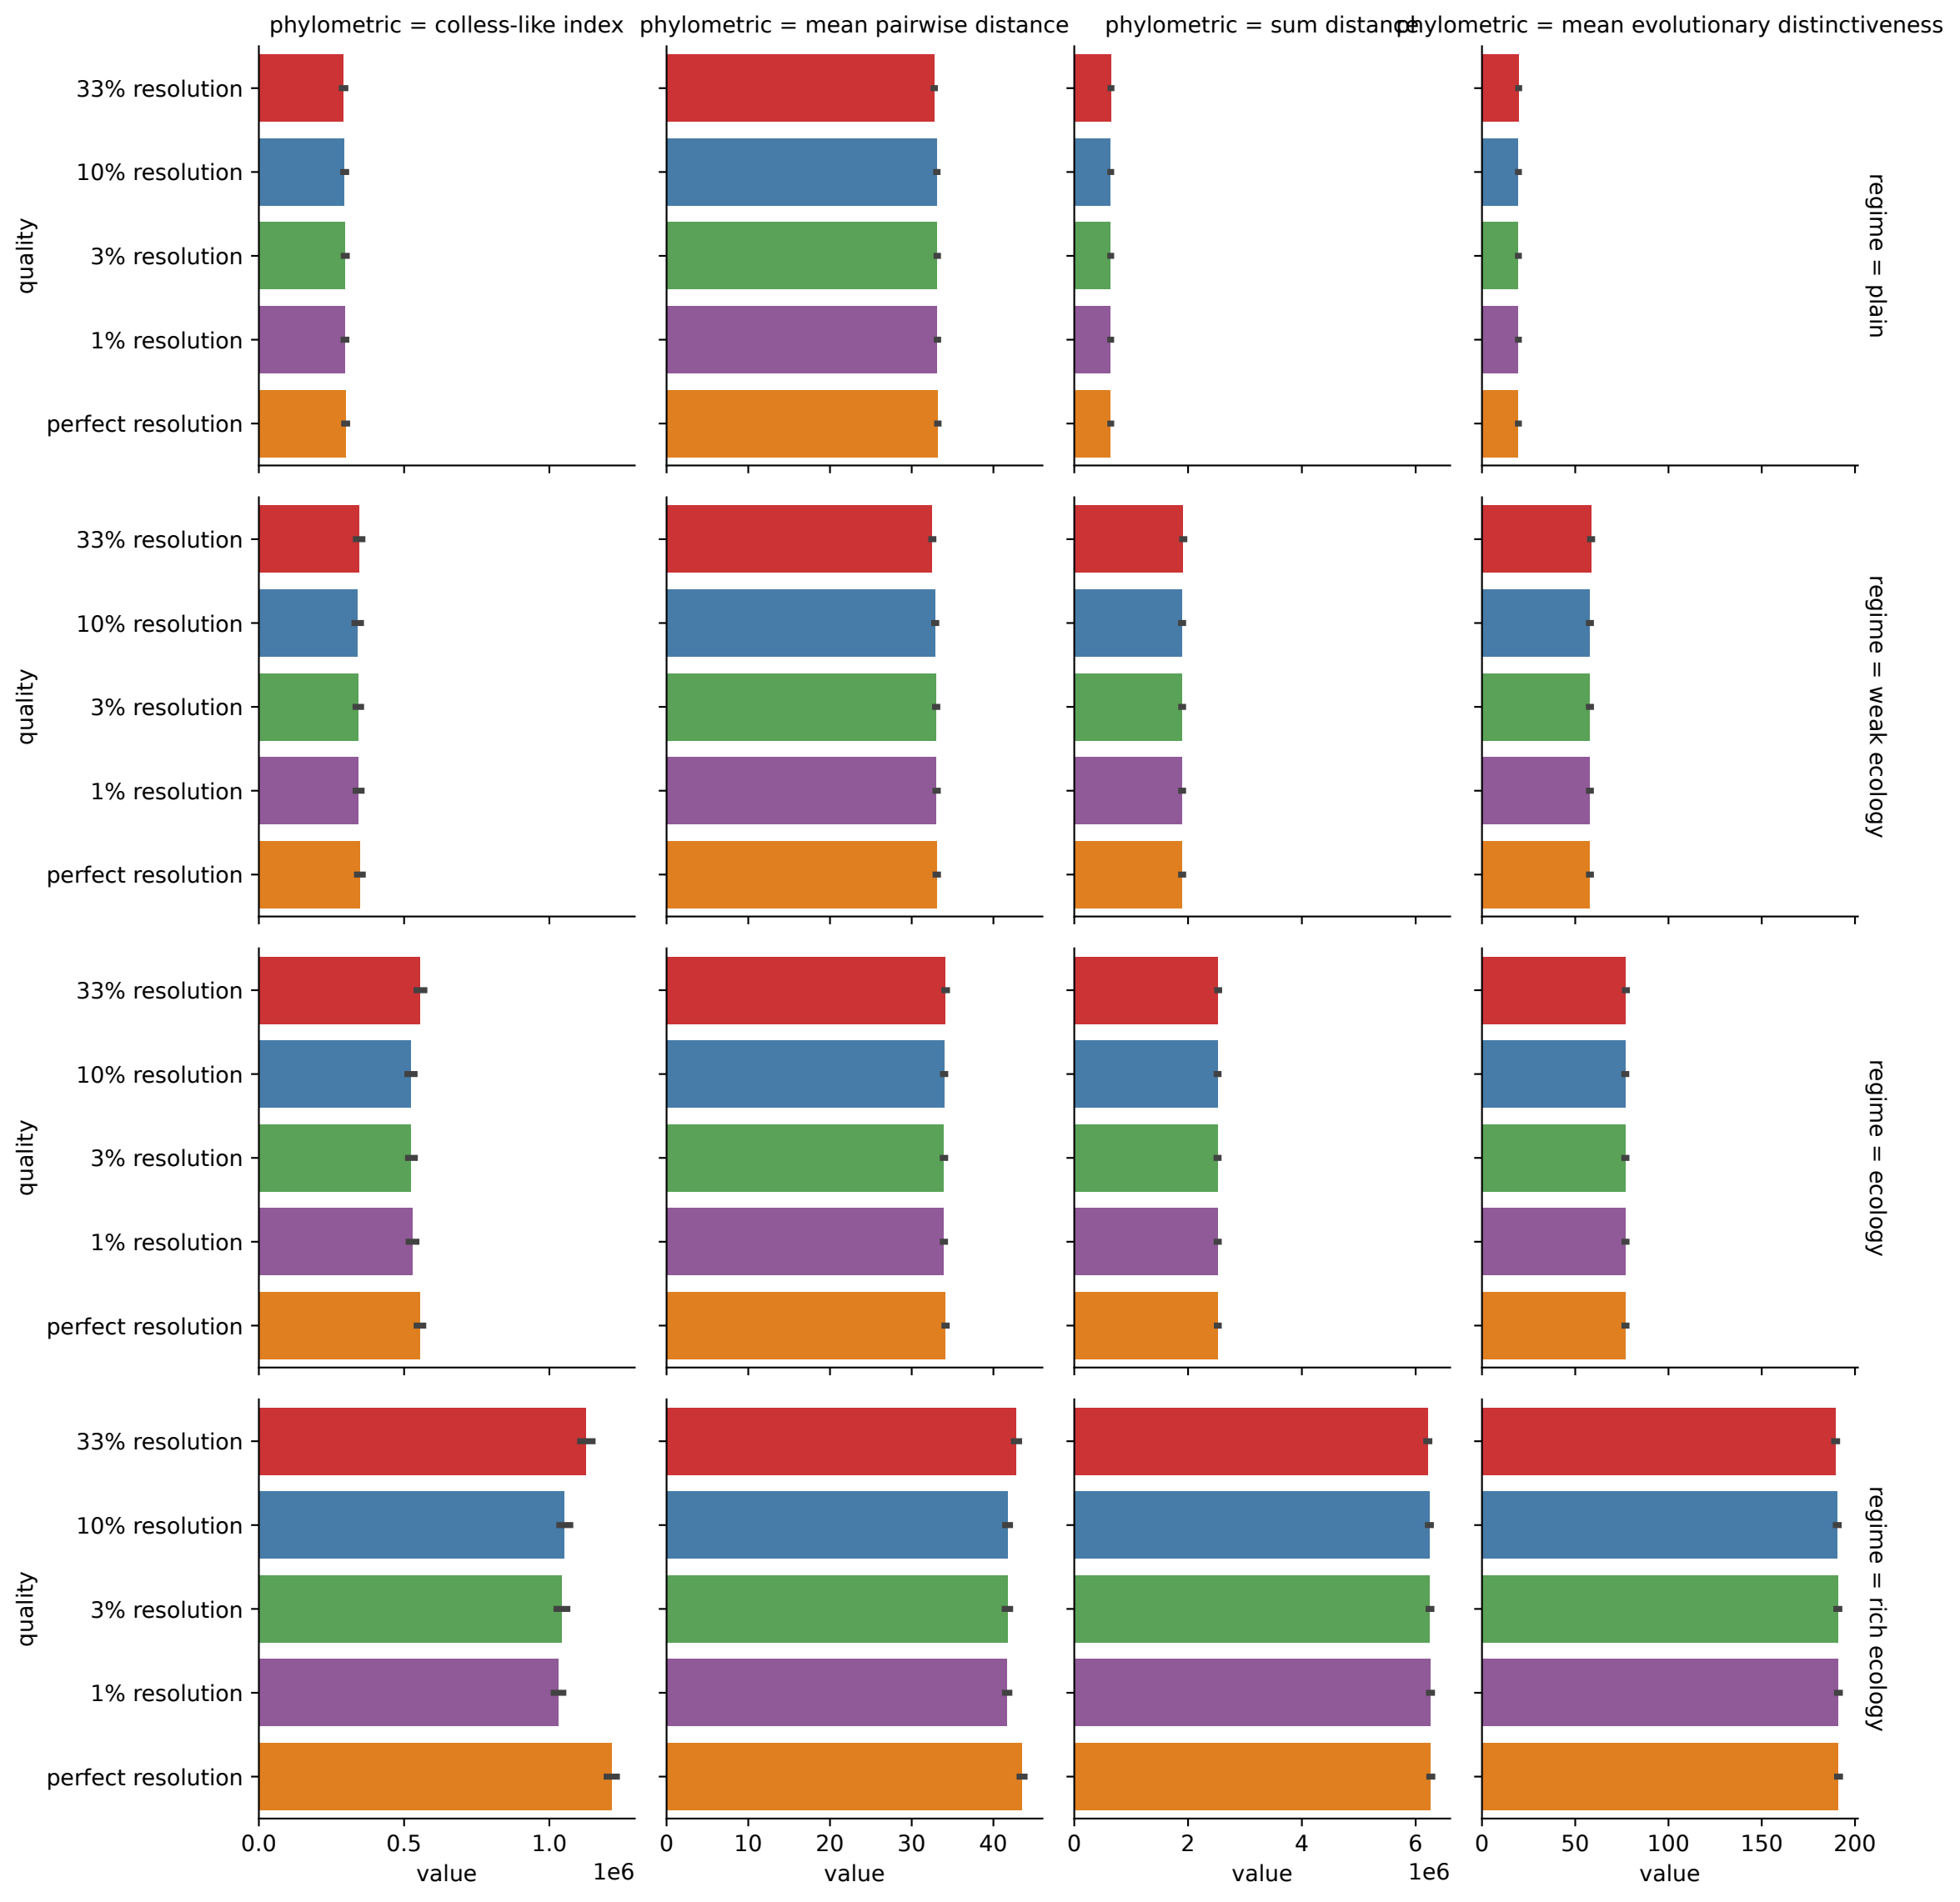 phylometric = colless-like index
phylometric = mean pairwise distance
phylometric = sum distance
phylometric = mean evolutionary distinctiveness
quality
33% resolution
10% resolution
3% resolution
1% resolution
perfect resolution
regime = plain
quality
33% resolution
10% resolution
3% resolution
1% resolution
perfect resolution
regime = weak ecology
quality
33% resolution
10% resolution
3% resolution
1% resolution
perfect resolution
regime = ecology
quality
33% resolution
10% resolution
3% resolution
1% resolution
perfect resolution
regime = rich ecology
0.0 0.5 1.0
1e6
value
0 10 20 30 40
value
0 2 4 6
1e6
value
0 50 100 150 200
value